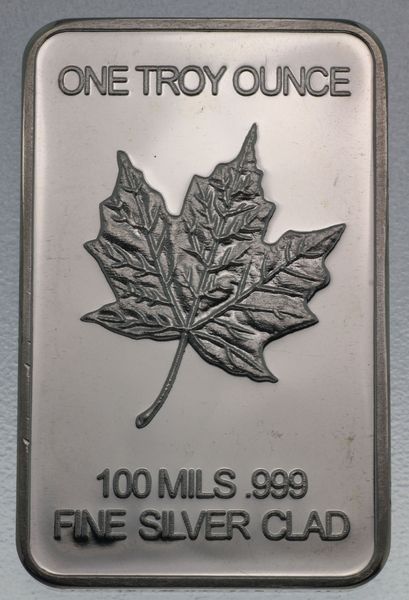 ONE TROY OUNCE
100 MILS .999
FINE SILVER CLAD